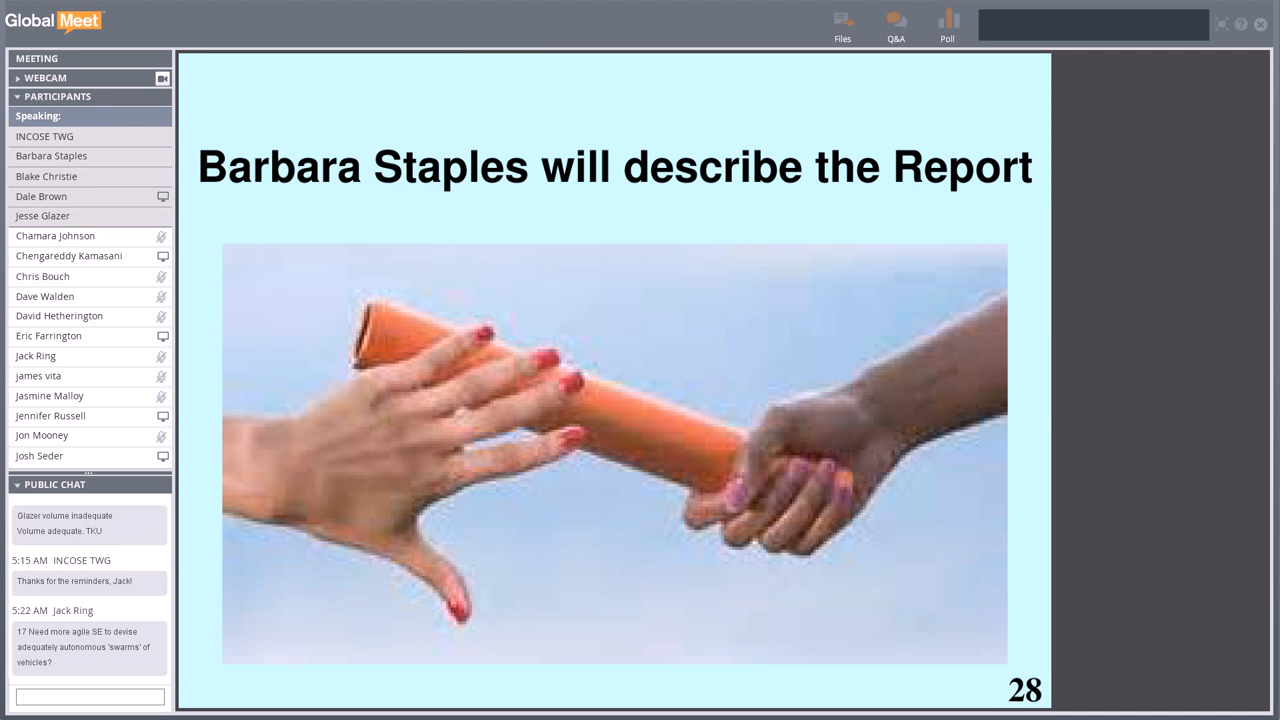 GlobalMeet
Files
Q&A
Poll
MEETING
WEBCAM
PARTICIPANTS
Speaking:
INCOSE TWG
Barbara Staples
Blake Christie
Dale Brown
Jesse Glazer
Chamara Johnson
Chengareddy Kamasani
Chris Bouch
Dave Walden
David Hetherington
Eric Farrington
Jack Ring
james vita
Jasmine Malloy
Jennifer Russell
Jon Mooney
Josh Seder
PUBLIC CHAT
Glazer volume inadequate
Volume adequate. TKU
5:15 AM INCOSE TWG
Thanks for the reminders, Jack!
5:22 AM Jack Ring
17 Need more agile SE to devise
adequately autonomous 'swarms' of
vehicles?
Barbara Staples will describe the Report
28